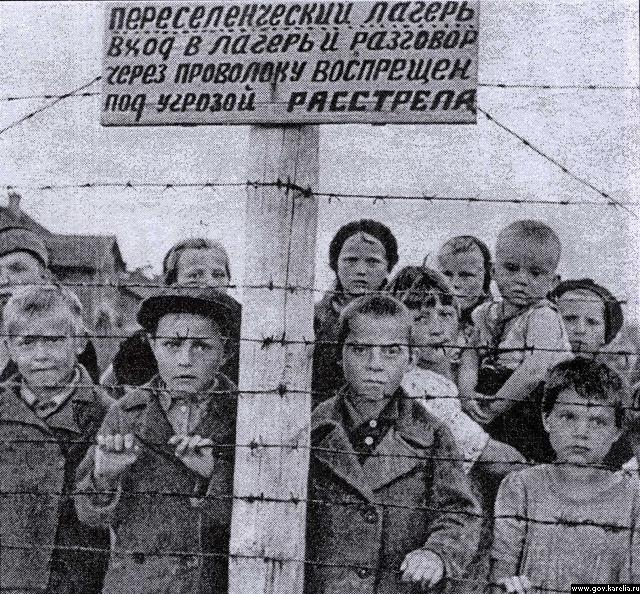 ПЕРЕСЕЛЕНЧЕСКИЙ ЛАГЕРЬ
ВХОД В ЛАГЕРЬ И РАЗГОВОР
ЧЕРЕЗ ПРОВОЛОКУ ВОСПРЕЩЕН
ПОД УГРОЗОЙ РАССТРЕЛА
www.gov.karelia.ru